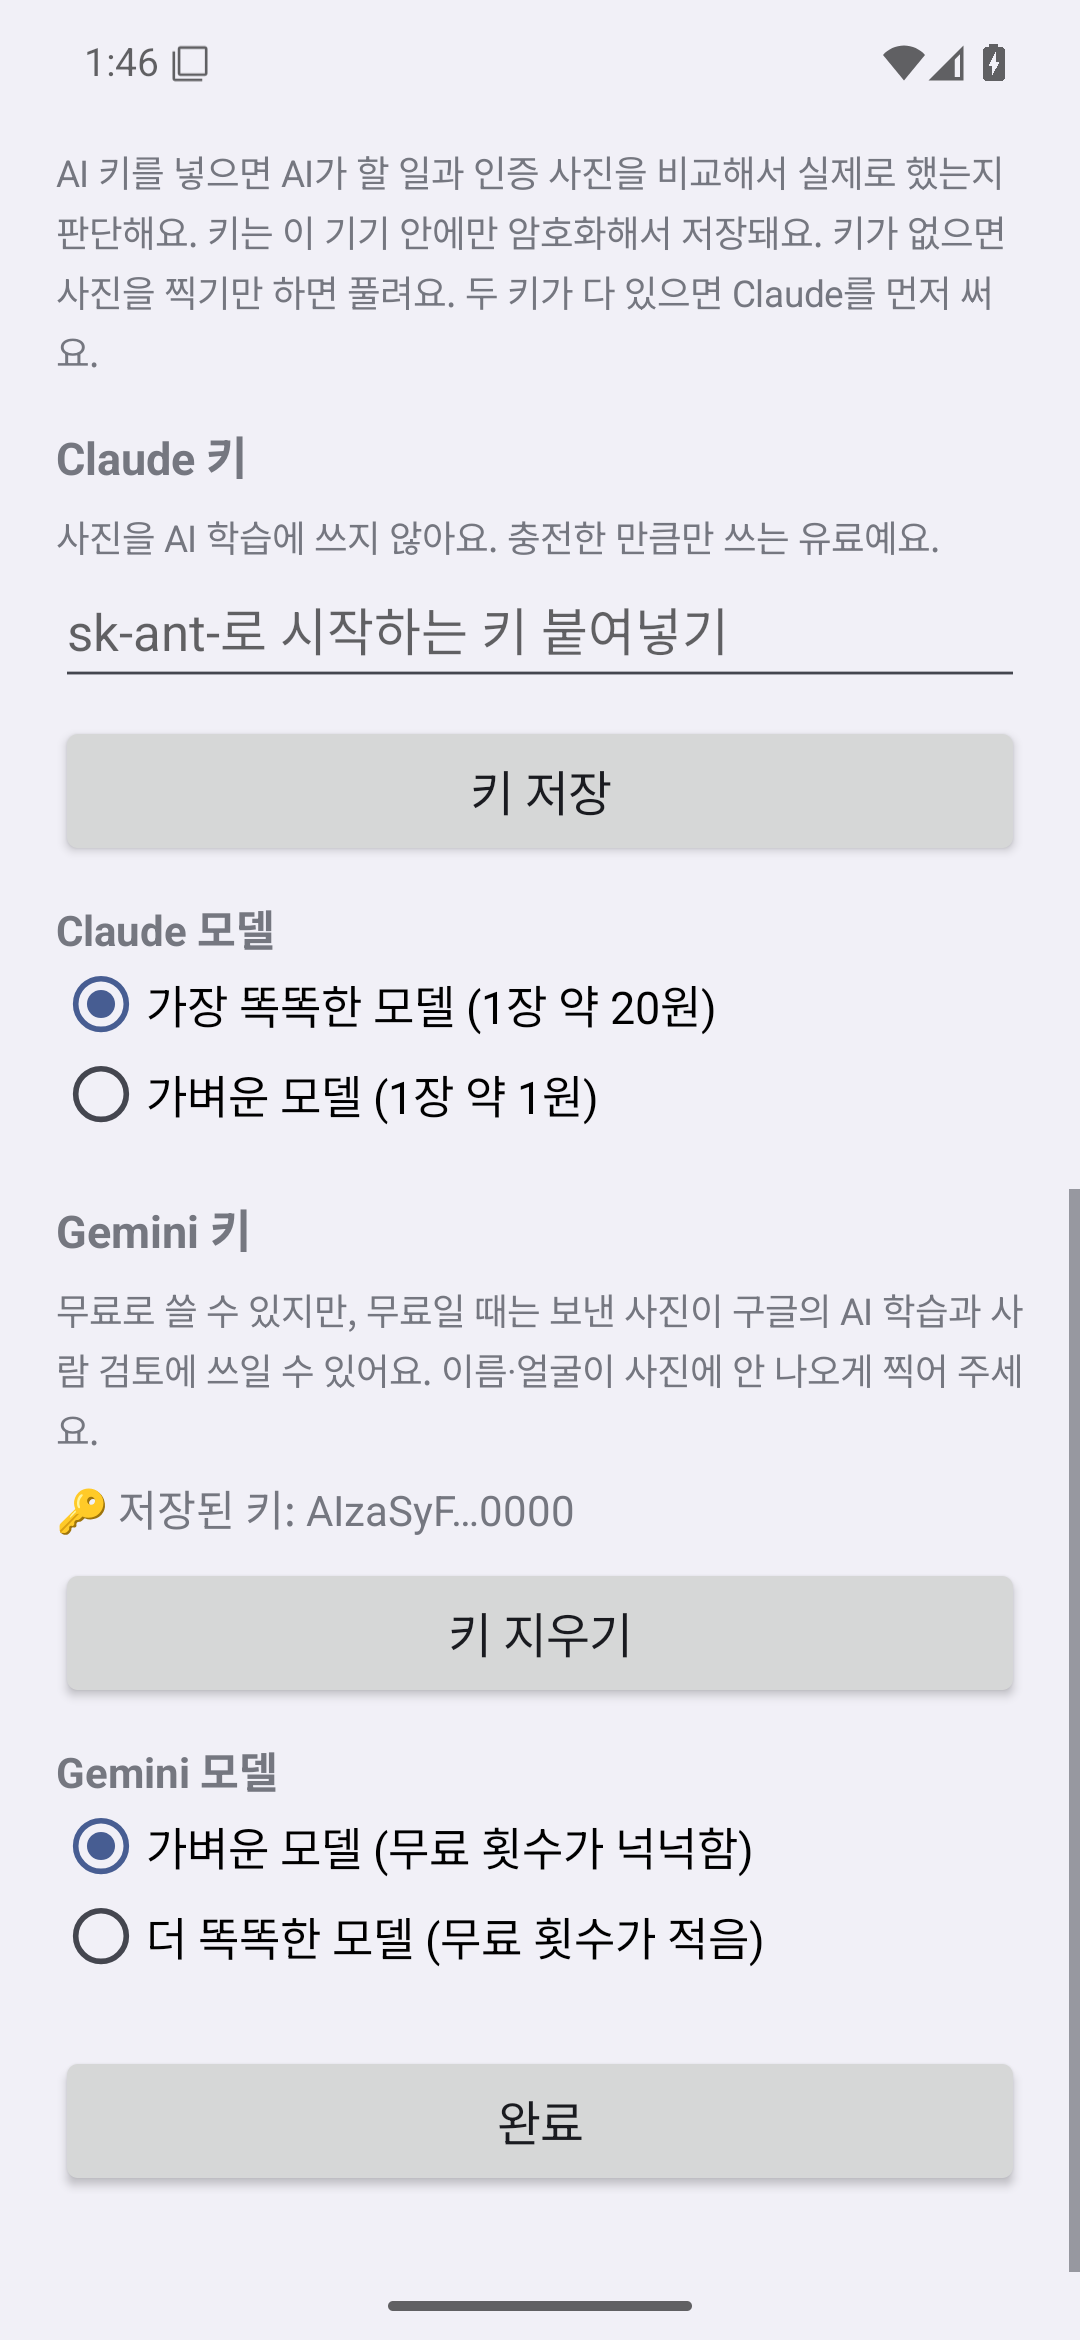 1:46
AI 키를 넣으면 AI가 할 일과 인증 사진을 비교해서 실제로 했는지
판단해요. 키는 이 기기 안에만 암호화해서 저장돼요. 키가 없으면
사진을 찍기만 하면 풀려요. 두 키가 다 있으면 Claude를 먼저 써
요.
Claude 키
사진을 AI 학습에 쓰지 않아요. 충전한 만큼만 쓰는 유료예요.
sk-ant-로 시작하는 키 붙여넣기
키 저장
Claude 모델
가장 똑똑한 모델 (1장 약 20원)
가벼운 모델 (1장 약 1원)
Gemini 키
무료로 쓸 수 있지만, 무료일 때는 보낸 사진이 구글의 AI 학습과 사
람 검토에 쓰일 수 있어요. 이름·얼굴이 사진에 안 나오게 찍어 주세
요.
🔑 저장된 키: AIzaSyF…0000
키 지우기
Gemini 모델
가벼운 모델 (무료 횟수가 넉넉함)
더 똑똑한 모델 (무료 횟수가 적음)
완료